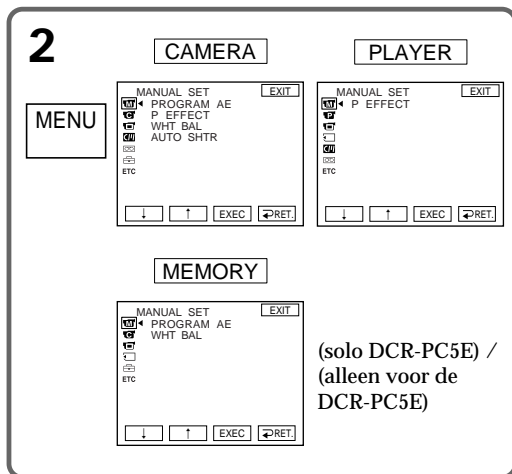 2
CAMERA
PLAYER
MENU
MANUAL SET
EXIT
PROGRAM AE
P EFFECT
WHT BAL
AUTO SHTR
ETC
↓ ↑ EXEC RET.
MANUAL SET
EXIT
P EFFECT
ETC
↓ ↑ EXEC RET.
MEMORY
MANUAL SET
EXIT
PROGRAM AE
WHT BAL
ETC
↓ ↑ EXEC RET.
(solo DCR-PC5E) /
(alleen voor de
DCR-PC5E)